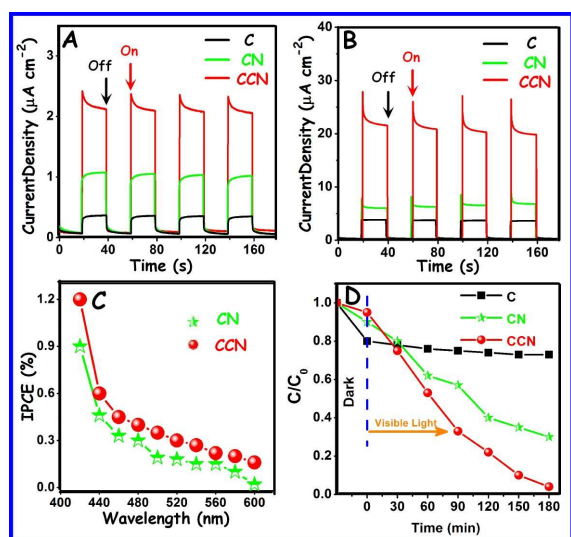 A
C
CN
CCN
Off
On
CurrentDensity (μA cm⁻²)
3
2
1
0
0 40 80 120 160
Time (s)
B
C
CN
CCN
Off
On
CurrentDensity (μA cm⁻²)
40
30
20
10
0
0 40 80 120 160
Time (s)
C
CN
CCN
IPCE (%)
1.2
0.9
0.6
0.3
0.0
400 440 480 520 560 600
Wavelength (nm)
D
C
CN
CCN
C/C₀
1.0
0.8
0.6
0.4
0.2
0.0
Dark
Visible Light
0 30 60 90 120 150 180
Time (min)